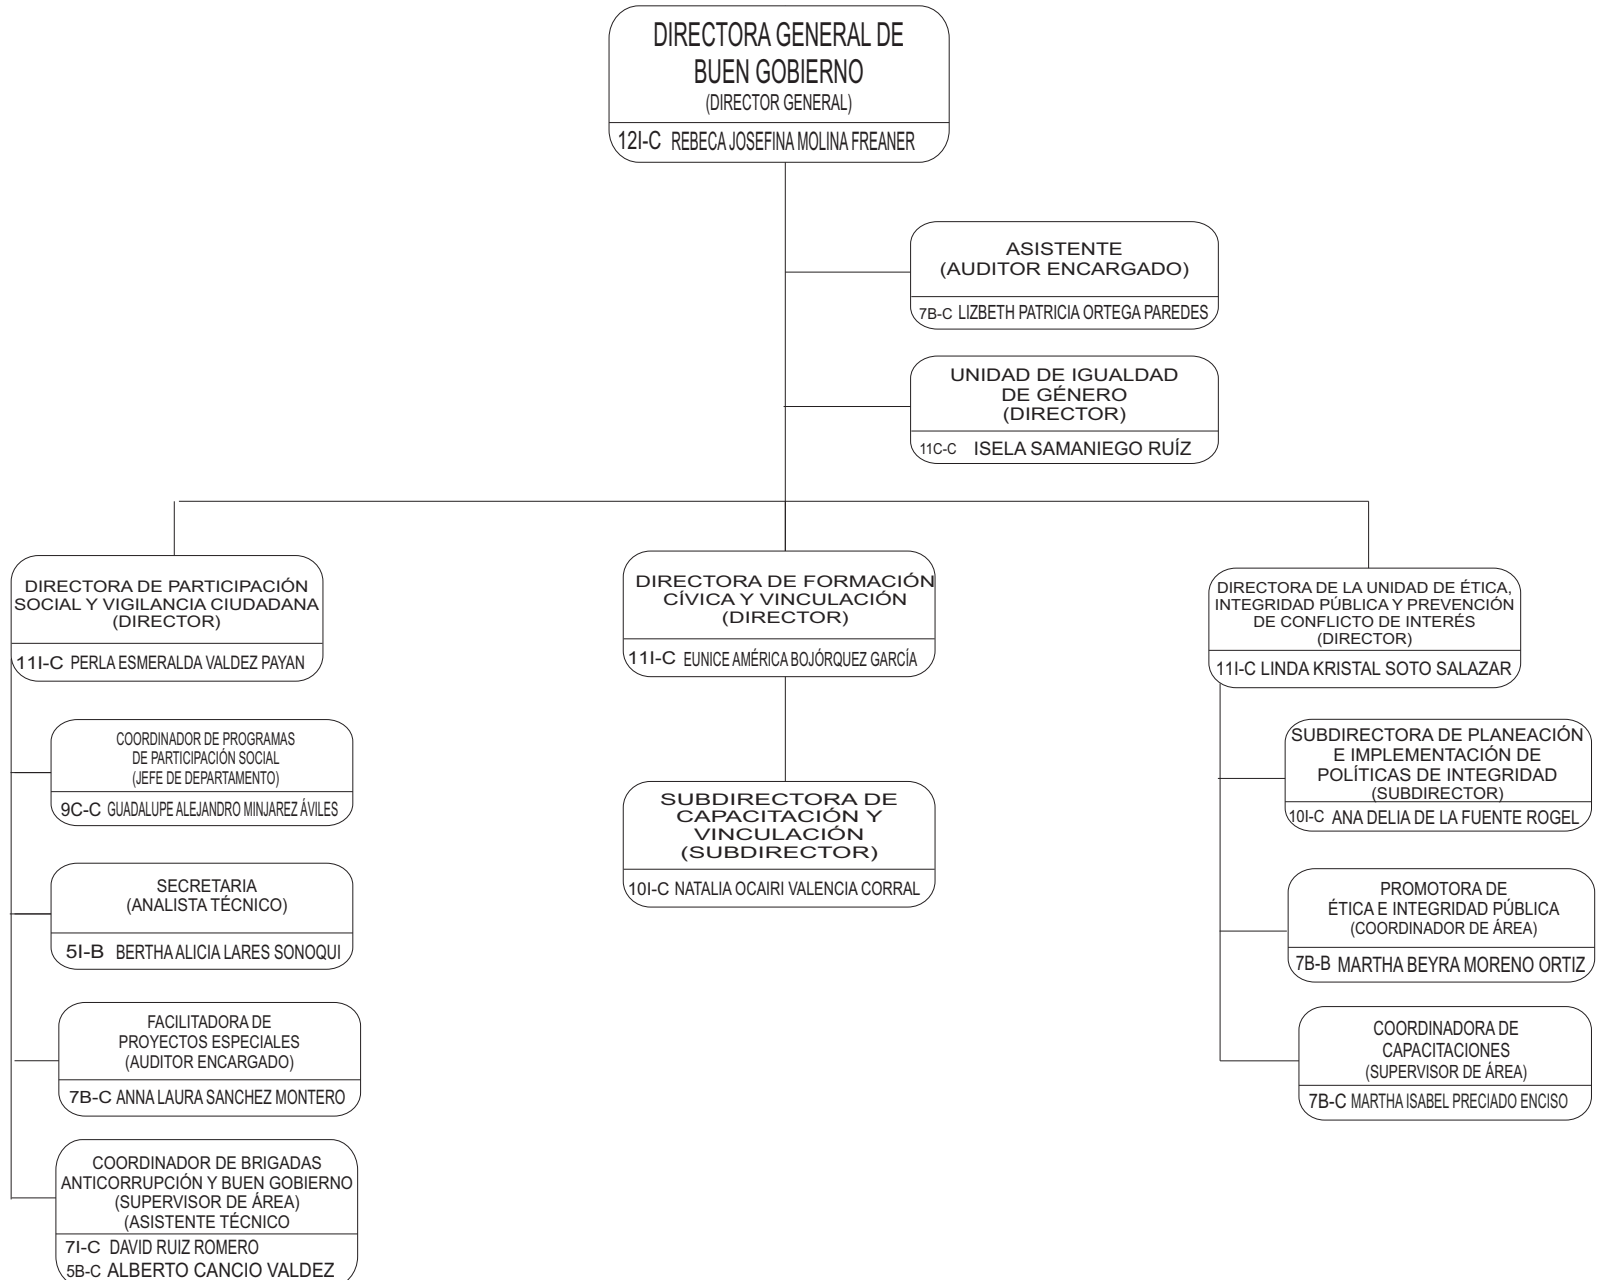 DIRECTORA GENERAL DE
BUEN GOBIERNO
(DIRECTOR GENERAL)
12I-C REBECA JOSEFINA MOLINA FREANER
ASISTENTE
(AUDITOR ENCARGADO)
7B-C LIZBETH PATRICIA ORTEGA PAREDES
UNIDAD DE IGUALDAD
DE GÉNERO
(DIRECTOR)
11C-C ISELA SAMANIEGO RUÍZ
DIRECTORA DE PARTICIPACIÓN
SOCIAL Y VIGILANCIA CIUDADANA
(DIRECTOR)
11I-C PERLA ESMERALDA VALDEZ PAYAN
COORDINADOR DE PROGRAMAS
DE PARTICIPACIÓN SOCIAL
(JEFE DE DEPARTAMENTO)
9C-C GUADALUPE ALEJANDRO MINJAREZ ÁVILES
SECRETARIA
(ANALISTA TÉCNICO)
5I-B BERTHA ALICIA LARES SONOQUI
FACILITADORA DE
PROYECTOS ESPECIALES
(AUDITOR ENCARGADO)
7B-C ANNA LAURA SANCHEZ MONTERO
COORDINADOR DE BRIGADAS
ANTICORRUPCIÓN Y BUEN GOBIERNO
(SUPERVISOR DE ÁREA)
(ASISTENTE TÉCNICO
7I-C DAVID RUIZ ROMERO
5B-C ALBERTO CANCIO VALDEZ
DIRECTORA DE FORMACIÓN
CÍVICA Y VINCULACIÓN
(DIRECTOR)
11I-C EUNICE AMÉRICA BOJÓRQUEZ GARCÍA
SUBDIRECTORA DE
CAPACITACIÓN Y
VINCULACIÓN
(SUBDIRECTOR)
10I-C NATALIA OCAIRI VALENCIA CORRAL
DIRECTORA DE LA UNIDAD DE ÉTICA,
INTEGRIDAD PÚBLICA Y PREVENCIÓN
DE CONFLICTO DE INTERÉS
(DIRECTOR)
11I-C LINDA KRISTAL SOTO SALAZAR
SUBDIRECTORA DE PLANEACIÓN
E IMPLEMENTACIÓN DE
POLÍTICAS DE INTEGRIDAD
(SUBDIRECTOR)
10I-C ANA DELIA DE LA FUENTE ROGEL
PROMOTORA DE
ÉTICA E INTEGRIDAD PÚBLICA
(COORDINADOR DE ÁREA)
7B-B MARTHA BEYRA MORENO ORTIZ
COORDINADORA DE
CAPACITACIONES
(SUPERVISOR DE ÁREA)
7B-C MARTHA ISABEL PRECIADO ENCISO